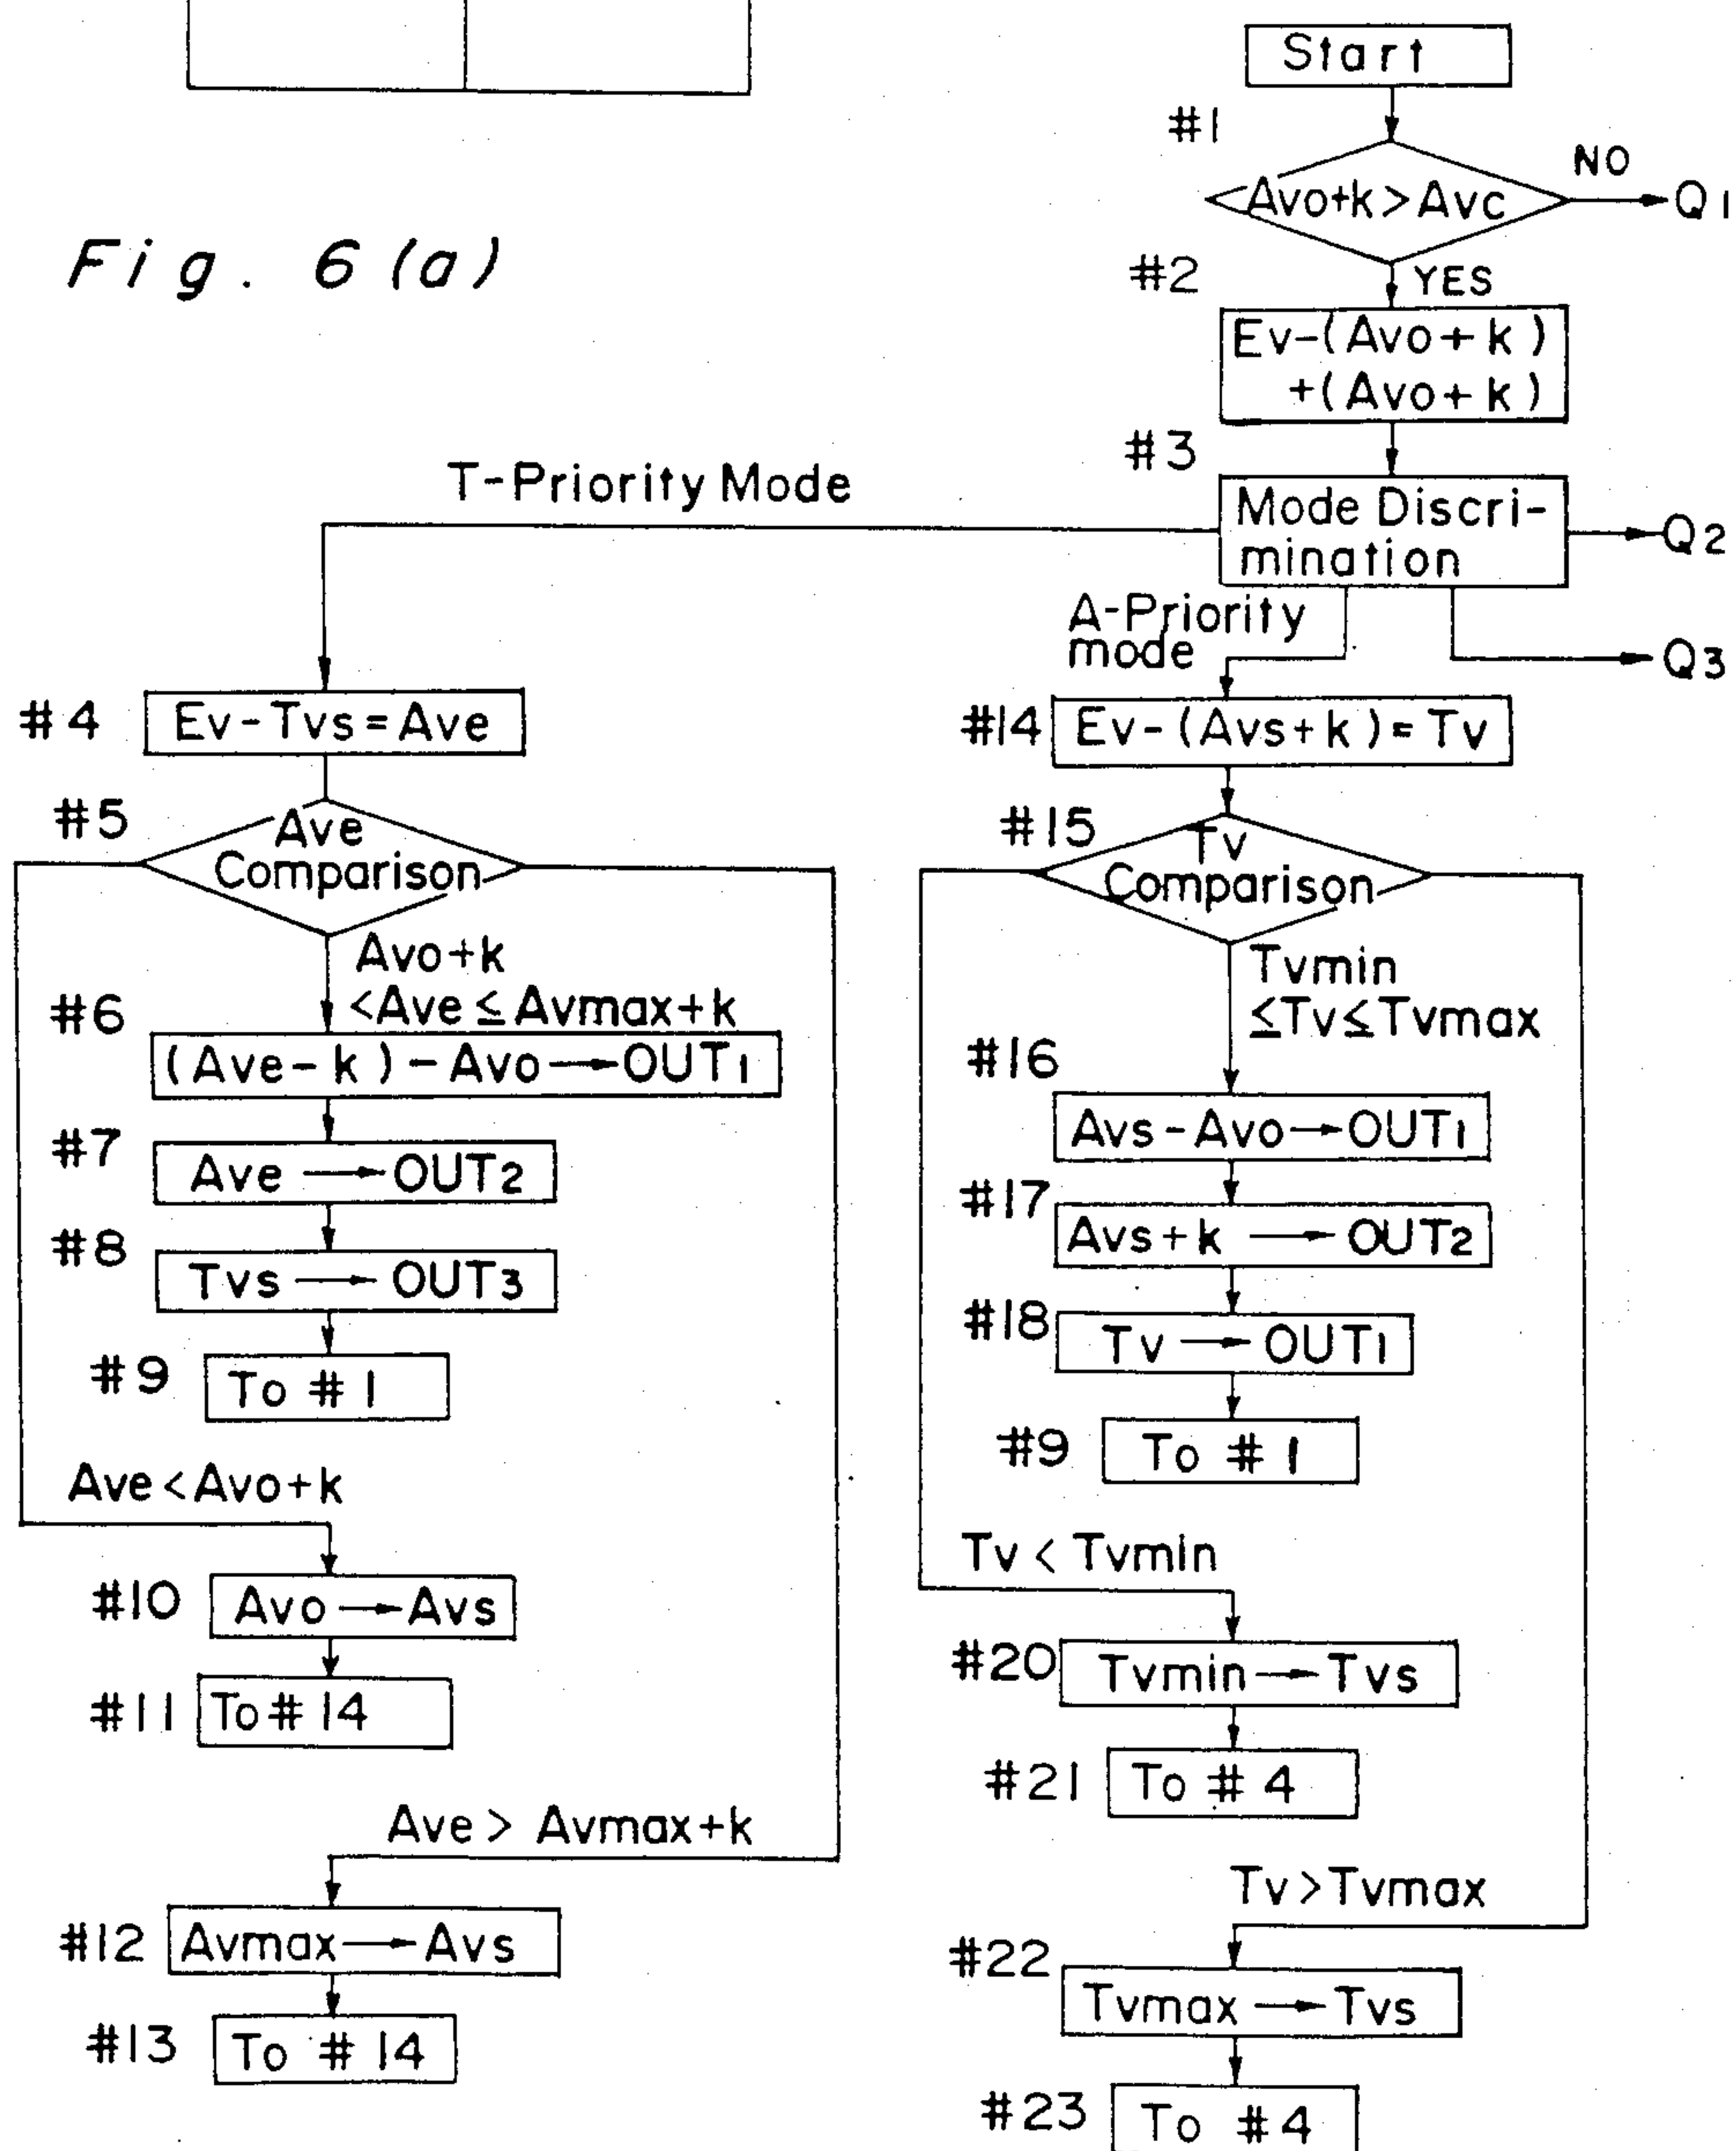 Start
#1
NO
Avo+k>Avc
Q1
Fig. 6(a)
#2
YES
Ev-(Avo+k)
+(Avo+k)
#3
T-Priority Mode
Mode Discri-
mination
Q2
A-Priority
mode
Q3
#4
Ev-Tvs=Ave
#5
Ave
Comparison
Avo+k
<Ave≦Avmax+k
#6
(Ave-k)-Avo→OUT1
#7
Ave→OUT2
#8
Tvs→OUT3
#9
To #1
Ave<Avo+k
#10
Avo→Avs
#11
To #14
Ave>Avmax+k
#12
Avmax→Avs
#13
To #14
#14
Ev-(Avs+k)=Tv
#15
Tv
Comparison
Tvmin
≦Tv≦Tvmax
#16
Avs-Avo→OUT1
#17
Avs+k→OUT2
#18
Tv→OUT1
#9
To #1
Tv<Tvmin
#20
Tvmin→Tvs
#21
To #4
Tv>Tvmax
#22
Tvmax→Tvs
#23
To #4